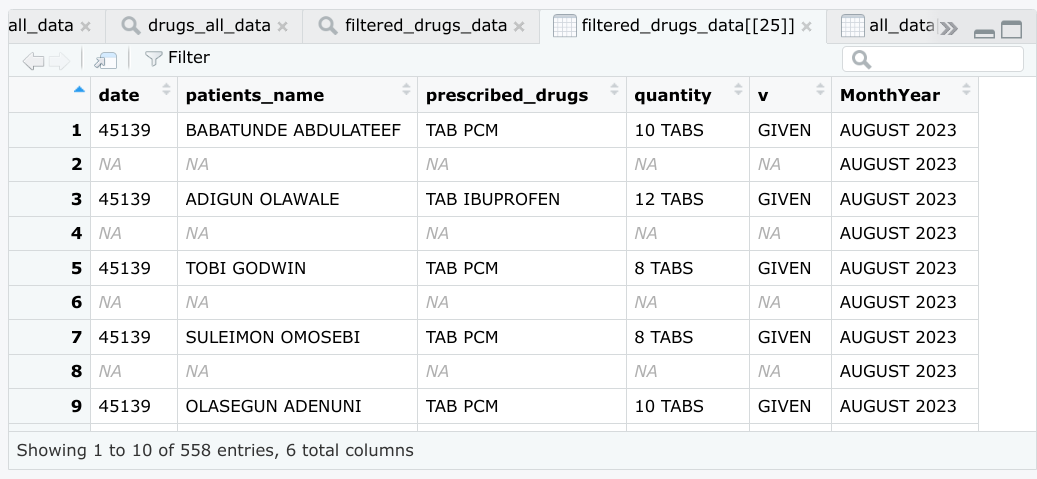 all_data drugs_all_data filtered_drugs_data filtered_drugs_data[[25]] all_data
Filter
date patients_name prescribed_drugs quantity v MonthYear
1 45139 BABATUNDE ABDULATEEF TAB PCM 10 TABS GIVEN AUGUST 2023
2 NA NA NA NA NA AUGUST 2023
3 45139 ADIGUN OLAWALE TAB IBUPROFEN 12 TABS GIVEN AUGUST 2023
4 NA NA NA NA NA AUGUST 2023
5 45139 TOBI GODWIN TAB PCM 8 TABS GIVEN AUGUST 2023
6 NA NA NA NA NA AUGUST 2023
7 45139 SULEIMON OMOSEBI TAB PCM 8 TABS GIVEN AUGUST 2023
8 NA NA NA NA NA AUGUST 2023
9 45139 OLASEGUN ADENUNI TAB PCM 10 TABS GIVEN AUGUST 2023
Showing 1 to 10 of 558 entries, 6 total columns